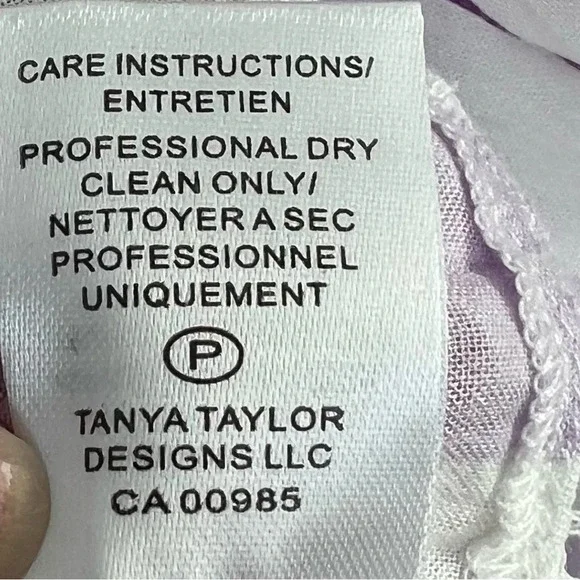 CARE INSTRUCTIONS/
ENTRETIEN
PROFESSIONAL DRY
CLEAN ONLY/
NETTOYER A SEC
PROFESSIONNEL
UNIQUEMENT
P
TANYA TAYLOR
DESIGNS LLC
CA 00985